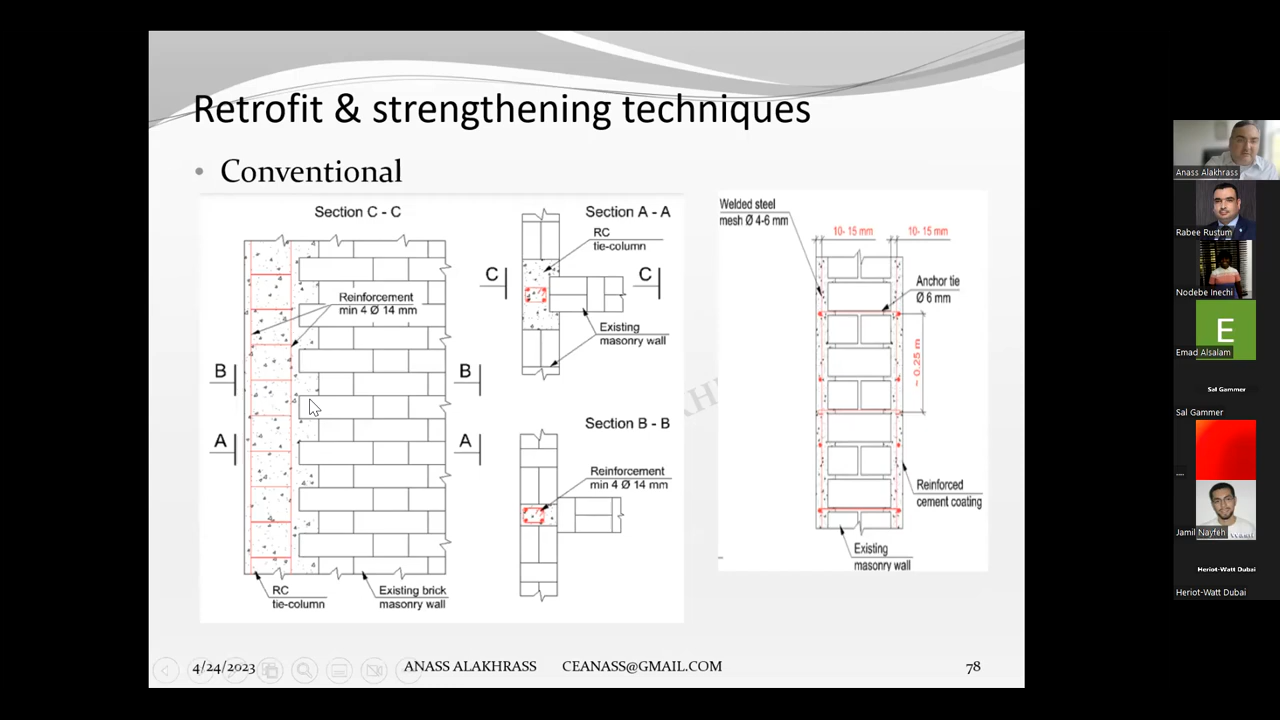 Retrofit & strengthening techniques
• Conventional
Section C - C
Reinforcement
min 4 Ø 14 mm
B
B
A
A
RC
tie-column
Existing brick
masonry wall
Section A - A
RC
tie-column
C
C
Existing
masonry wall
Section B - B
Reinforcement
min 4 Ø 14 mm
Welded steel
mesh Ø 4-6 mm
10- 15 mm
10- 15 mm
Anchor tie
Ø 6 mm
~ 0.25 m
Reinforced
cement coating
Existing
masonry wall
4/24/2023
ANASS ALAKHRASS
CEANASS@GMAIL.COM
78
Anass Alakhrass
Rabee Rustum
Nodebe Inechi
E
Emad Alsalam
Sal Gammer
Sal Gammer
....
Jamil Nayfeh
Heriot-Watt Dubai
Heriot-Watt Dubai